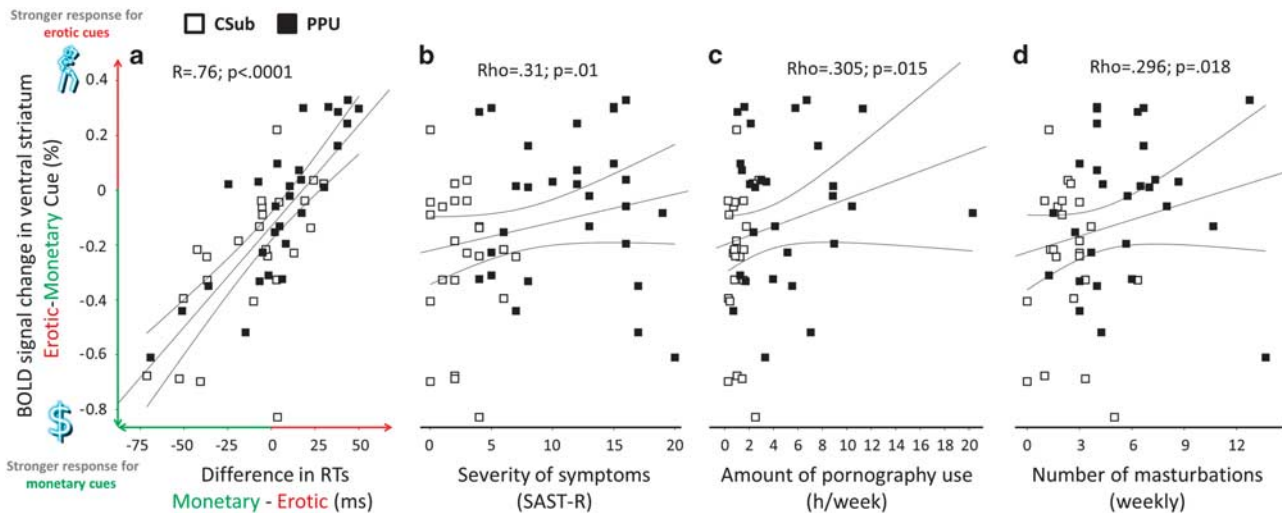 Stronger response for
erotic cues
CSub PPU
a
b
c
d
R=.76; p<.0001
Rho=.31; p=.01
Rho=.305; p=.015
Rho=.296; p=.018
BOLD signal change in ventral striatum
Erotic-Monetary Cue (%)
0.4
0.2
0
-0.2
-0.4
-0.6
-0.8
$
-75 -50 -25 0 25 50
0 5 10 15 20
0 2 4 6 8 10 12 14 16 18 20
0 3 6 9 12
Stronger response for
monetary cues
Difference in RTs
Monetary - Erotic (ms)
Severity of symptoms
(SAST-R)
Amount of pornography use
(h/week)
Number of masturbations
(weekly)